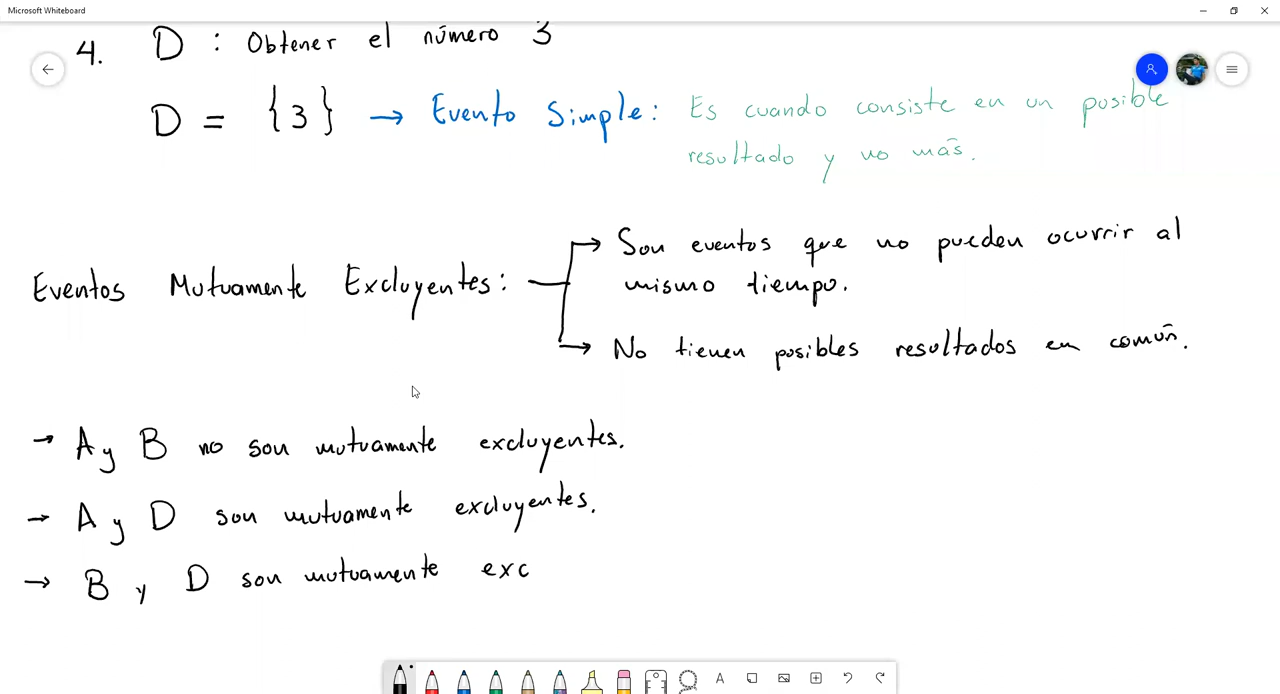 Microsoft Whiteboard
4. D : Obtener el número 3
D = {3} → Evento Simple: Es cuando consiste en un posible
resultado y no más.
Eventos Mutuamente Excluyentes: → Son eventos que no pueden ocurrir al
mismo tiempo.
→ No tienen posibles resultados en común.
→ A y B no son mutuamente excluyentes.
→ A y D son mutuamente excluyentes.
→ B y D son mutuamente exc
A